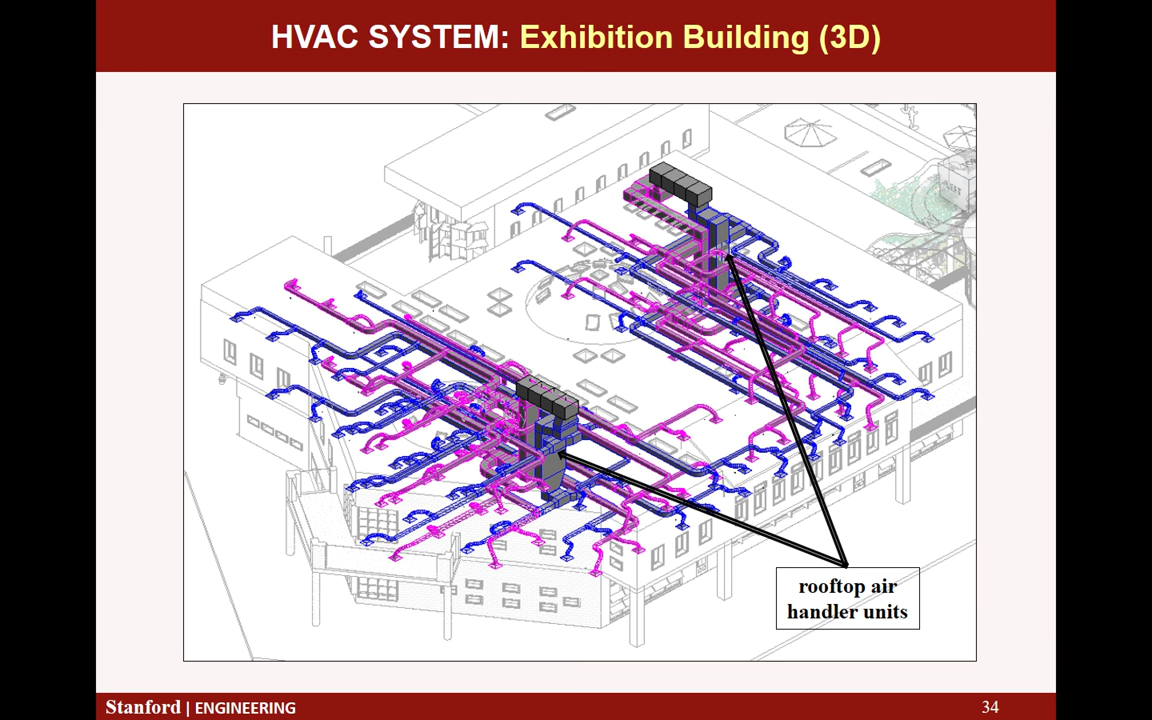 HVAC SYSTEM: Exhibition Building (3D)
rooftop air
handler units
Stanford | ENGINEERING
34